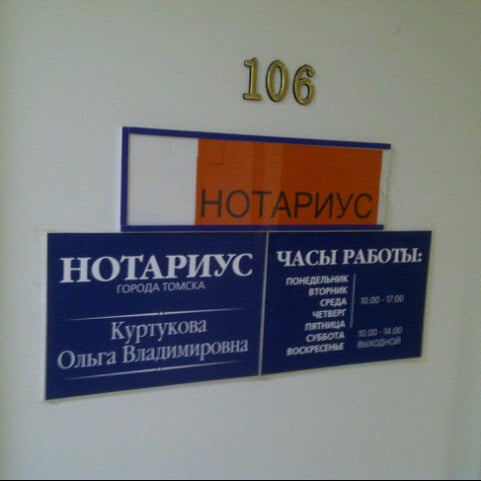 106
НОТАРИУС
НОТАРИУС
ГОРОДА ТОМСКА
Куртукова
Ольга Владимировна
ЧАСЫ РАБОТЫ:
ПОНЕДЕЛЬНИК
ВТОРНИК
СРЕДА 10.00 - 17.00
ЧЕТВЕРГ
ПЯТНИЦА
СУББОТА 10.00 - 14.00
ВОСКРЕСЕНЬЕ ВЫХОДНОЙ